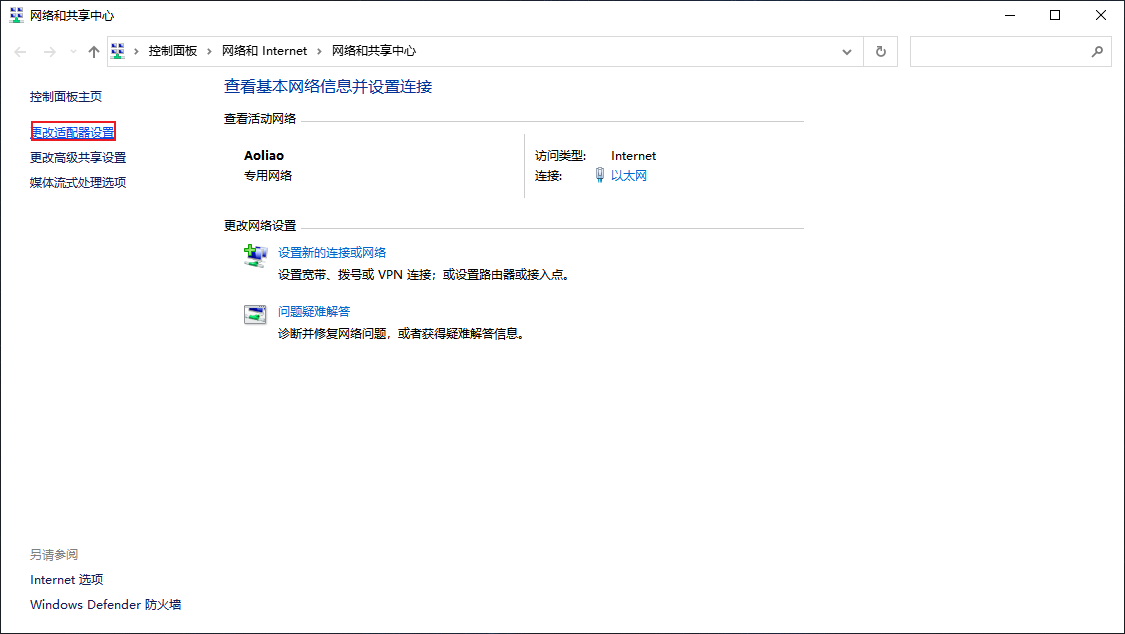 网络和共享中心
控制面板 › 网络和 Internet › 网络和共享中心
控制面板主页
更改适配器设置
更改高级共享设置
媒体流式处理选项
查看基本网络信息并设置连接
查看活动网络
Aoliao
专用网络
访问类型: Internet
连接: 以太网
更改网络设置
设置新的连接或网络
设置宽带、拨号或 VPN 连接；或设置路由器或接入点。
问题疑难解答
诊断并修复网络问题，或者获得疑难解答信息。
另请参阅
Internet 选项
Windows Defender 防火墙